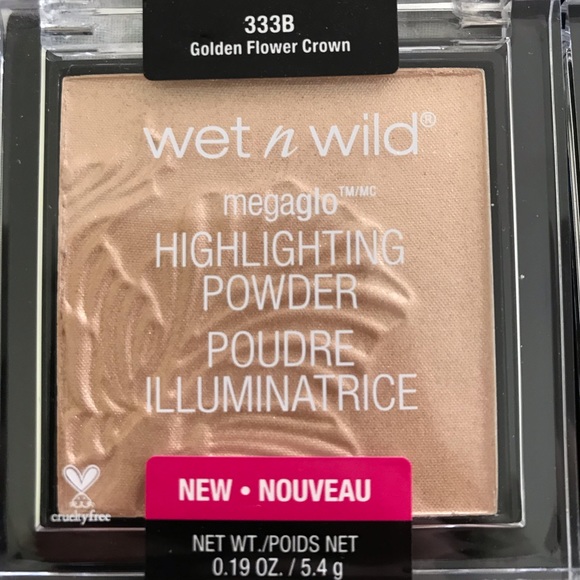 333B
Golden Flower Crown
wet n wild®
megaglo™/MC
HIGHLIGHTING
POWDER
POUDRE
ILLUMINATRICE
crueltyfree
NEW • NOUVEAU
NET WT./POIDS NET
0.19 OZ. / 5.4 g